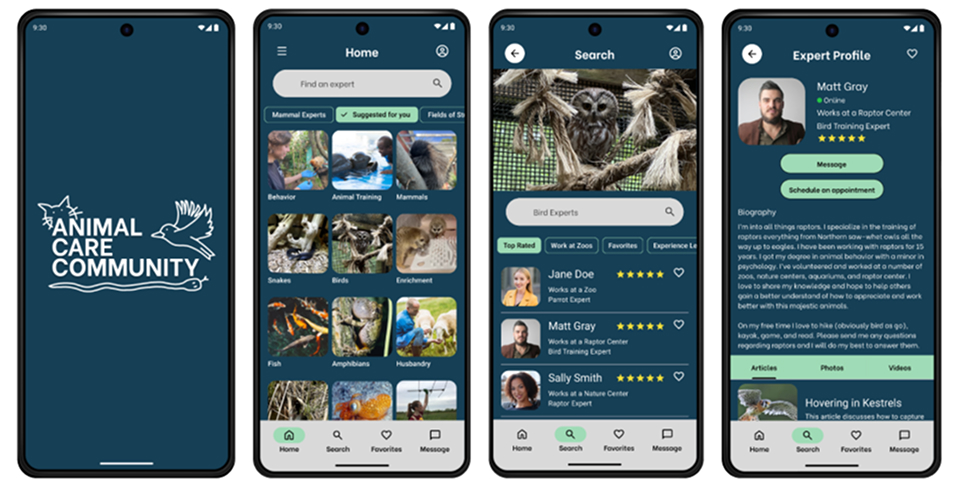 9:30
ANIMAL
CARE
COMMUNITY
9:30
Home
Find an expert
Mammal Experts
Suggested for you
Fields of St
Behavior
Animal Training
Mammals
Snakes
Birds
Enrichment
Fish
Amphibians
Husbandry
Home
Search
Favorites
Message
9:30
Search
Bird Experts
Top Rated
Work at Zoos
Favorites
Experience Le
Jane Doe
Works at a Zoo
Parrot Expert
Matt Gray
Works at a Raptor Center
Bird Training Expert
Sally Smith
Works at a Nature Center
Raptor Expert
Home
Search
Favorites
Message
9:30
Expert Profile
Matt Gray
Online
Works at a Raptor Center
Bird Training Expert
Message
Schedule an appointment
Biography
I'm into all things raptors. I specialize in the training of
raptors everything from Northern saw-whet owls all the
way up to eagles. I have been working with raptors for 15
years. I got my degree in animal behavior with a minor in
psychology. I've volunteered and worked at a number of
zoos, nature centers, aquariums, and raptor center. I
love to share my knowledge and hope to help others
gain a better understand of how to appreciate and work
better with this majestic animals.
On my free time I love to hike (obviously bird as go),
kayak, game, and read. Please send me any questions
regarding raptors and I will do my best to answer them.
Articles
Photos
Videos
Hovering in Kestrels
This article discusses how to capture
Home
Search
Favorites
Message